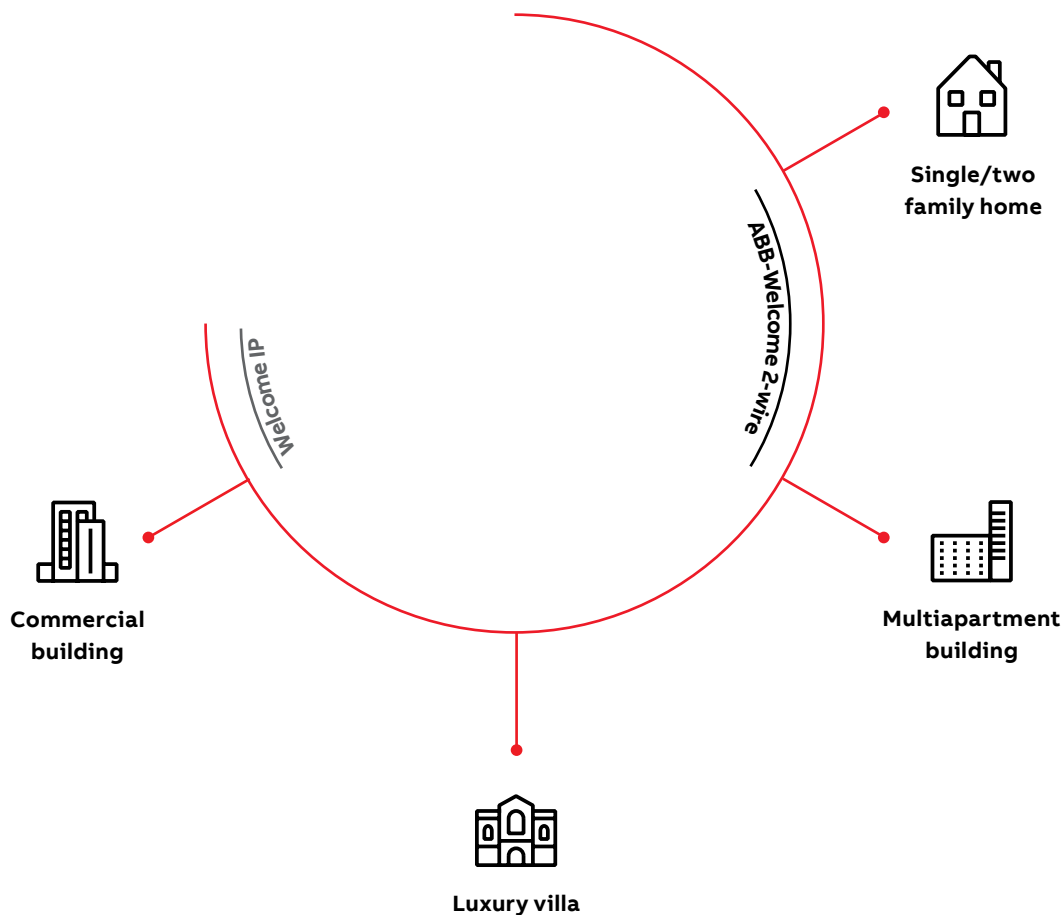 Single/two
family home
ABB-Welcome 2-wire
Welcome IP
Commercial
building
Multiapartment
building
Luxury villa